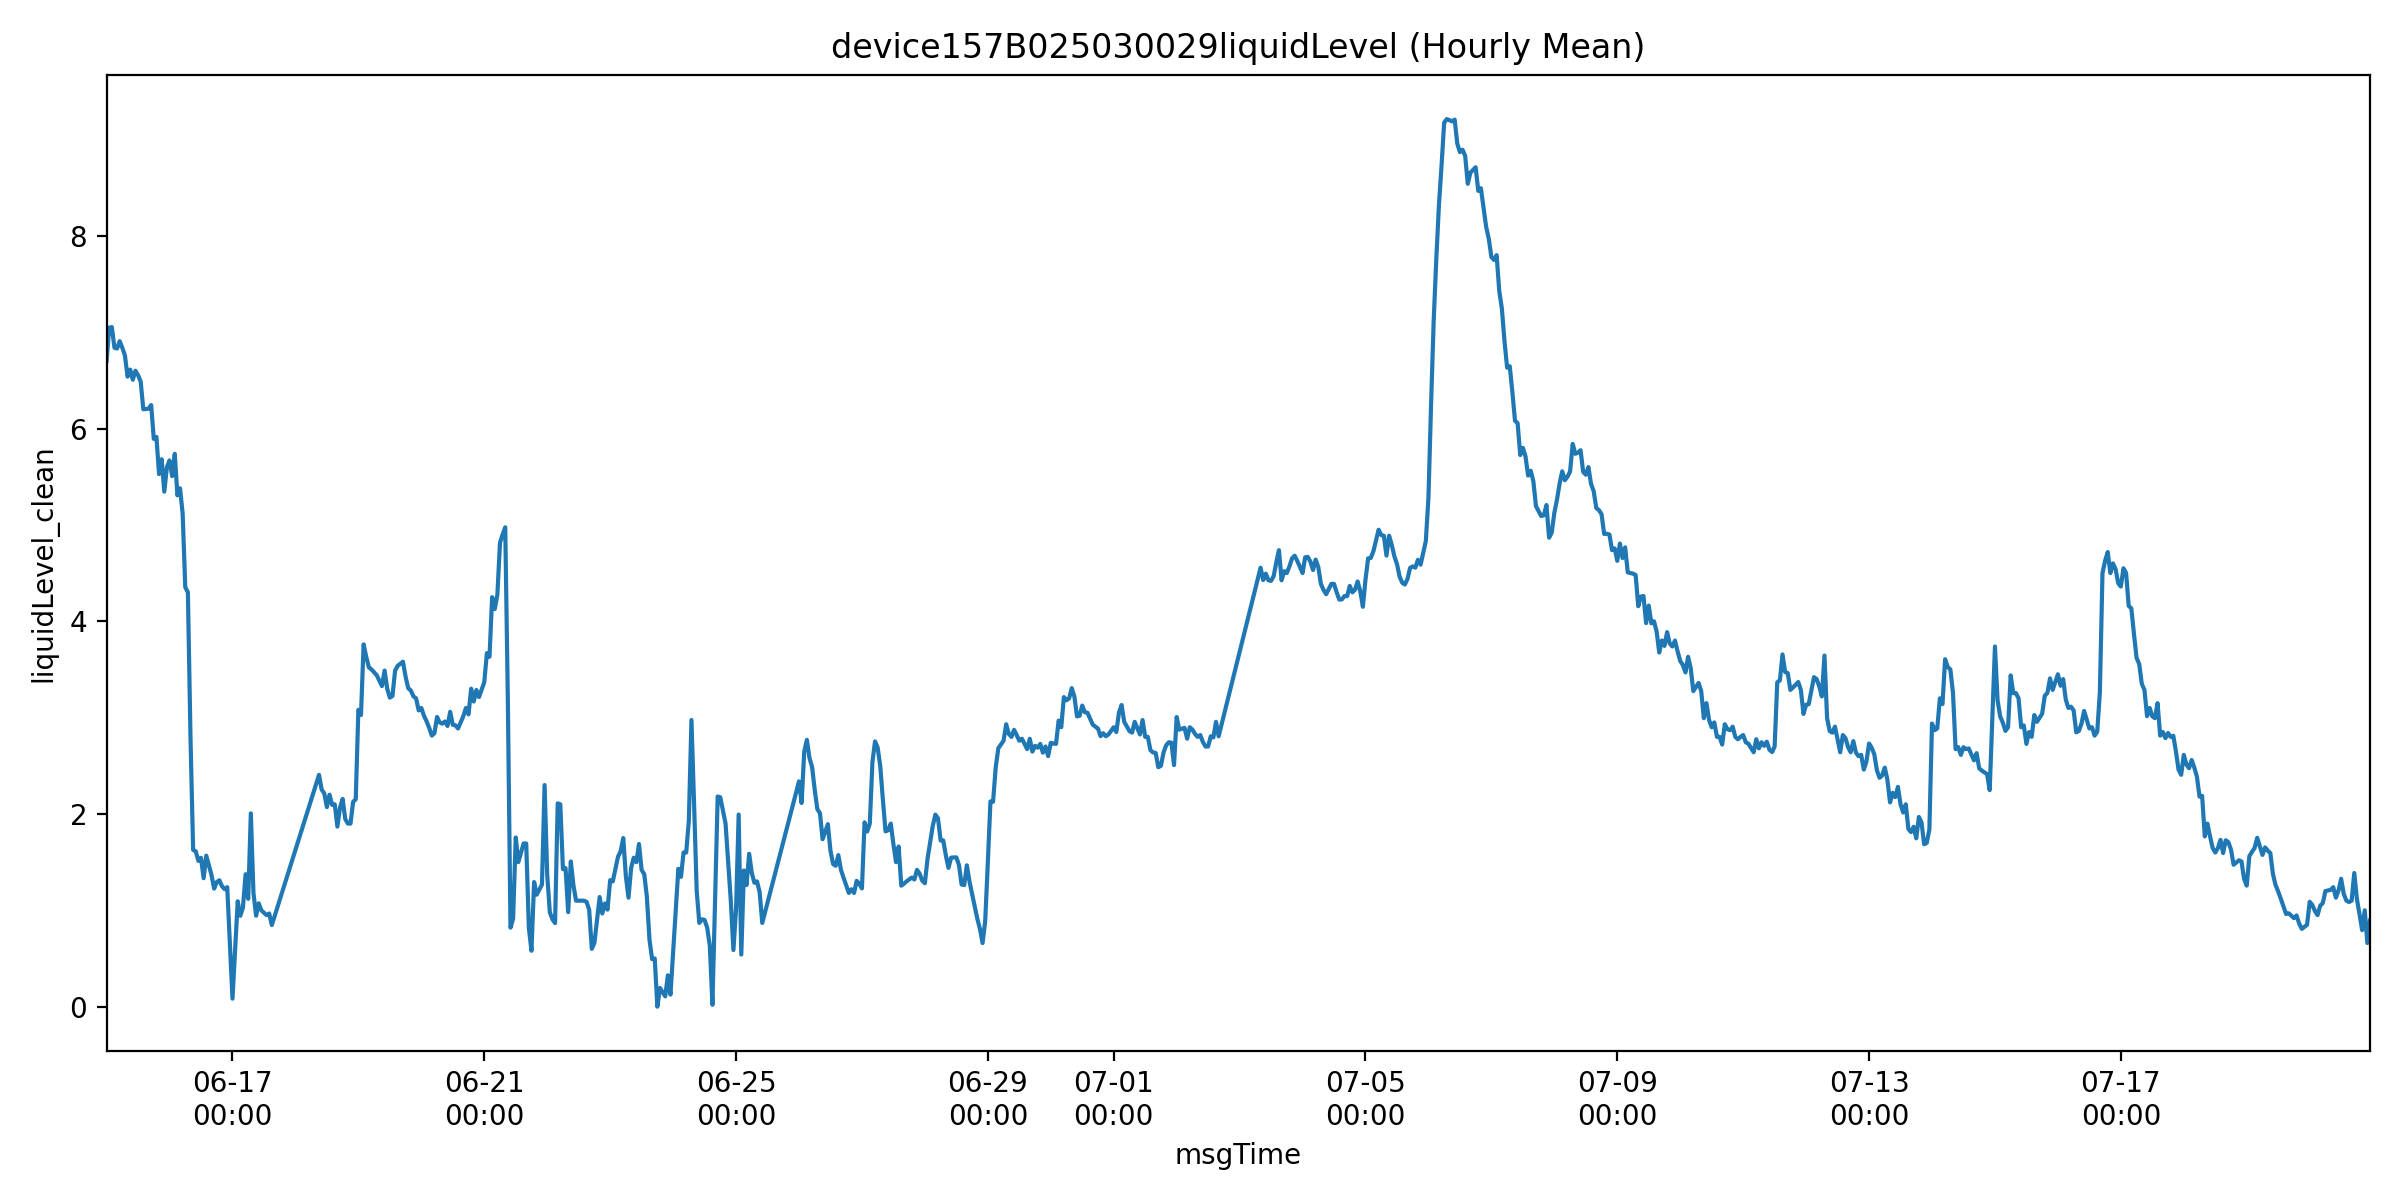 device157B025030029liquidLevel (Hourly Mean)
liquidLevel_clean
8
6
4
2
0
06-17 06-21 06-25 06-29 07-01 07-05 07-09 07-13 07-17
00:00 00:00 00:00 00:00 00:00 00:00 00:00 00:00 00:00
msgTime